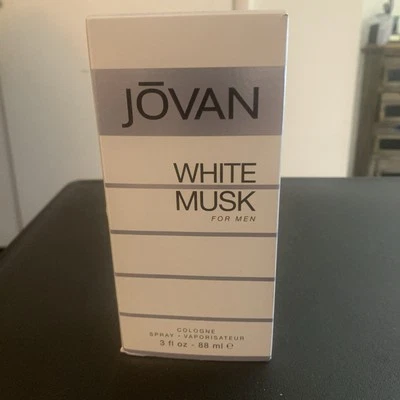 JŌVAN
WHITE
MUSK
FOR MEN
COLOGNE
SPRAY - VAPORISATEUR
3 fl oz - 88 ml ℮